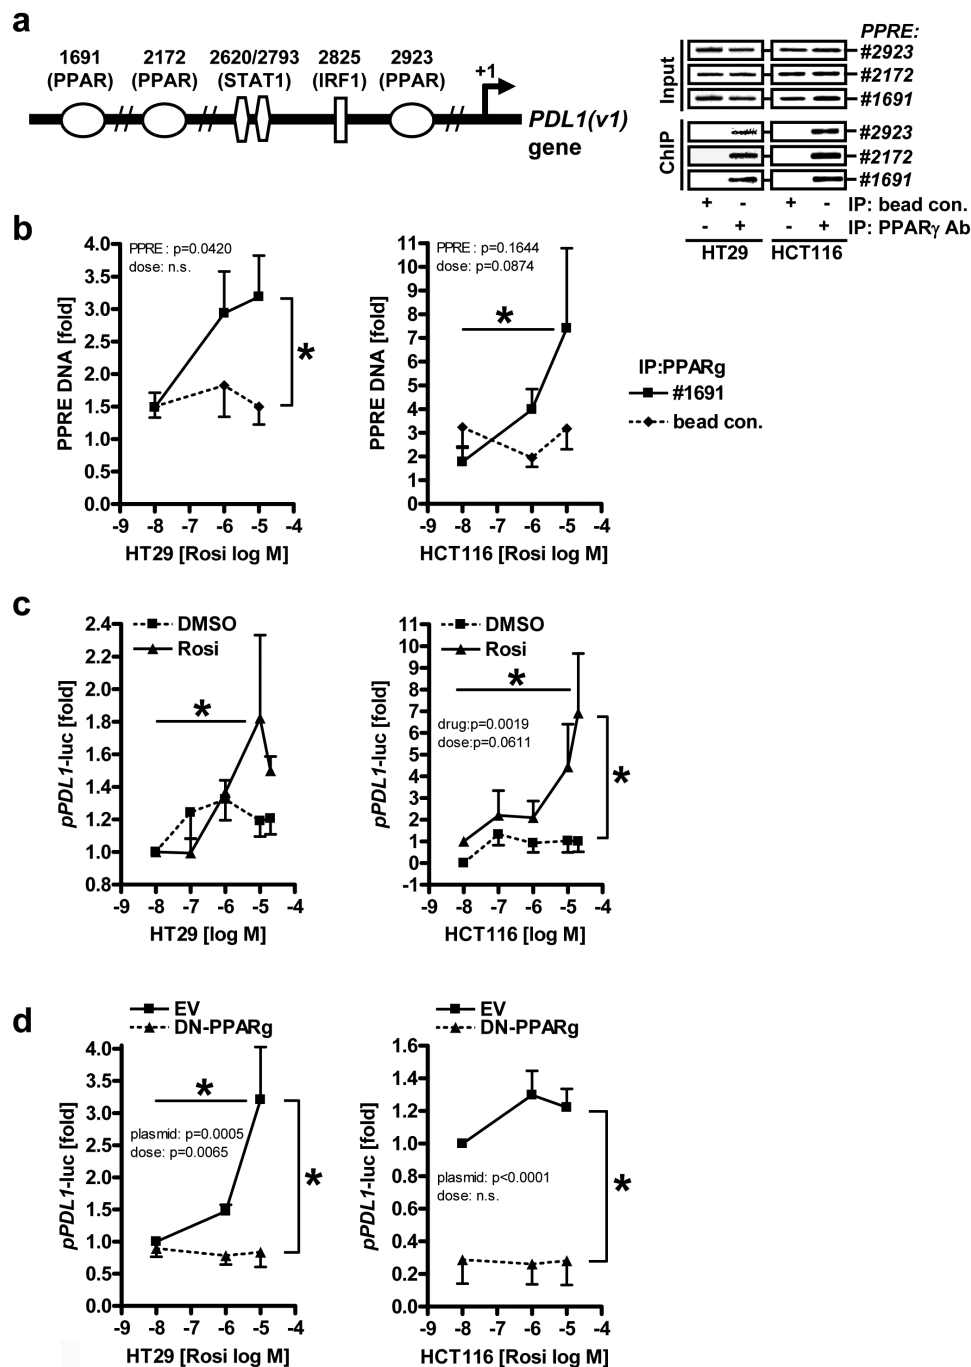 a
1691 2172 2620/2793 2825 2923
(PPAR) (PPAR) (STAT1) (IRF1) (PPAR)
+1
PDL1(v1)
gene
PPRE:
Input
#2923
#2172
#1691
ChIP
#2923
#2172
#1691
+ - + - IP: bead con.
- + - + IP: PPARγ Ab
HT29 HCT116
b
PPRE DNA [fold]
4.0
3.5
3.0
2.5
2.0
1.5
1.0
0.5
0.0
PPRE : p=0.0420
dose: n.s.
*
-9 -8 -7 -6 -5 -4
HT29 [Rosi log M]
PPRE DNA [fold]
11
10
9
8
7
6
5
4
3
2
1
0
PPRE : p=0.1644
dose: p=0.0874
*
-9 -8 -7 -6 -5 -4
HCT116 [Rosi log M]
IP:PPARg
#1691
bead con.
c
pPDL1-luc [fold]
2.4
2.2
2.0
1.8
1.6
1.4
1.2
1.0
0.8
DMSO
Rosi
*
-9 -8 -7 -6 -5 -4
HT29 [log M]
pPDL1-luc [fold]
11
10
9
8
7
6
5
4
3
2
1
0
-1
DMSO
Rosi
*
drug:p=0.0019
dose:p=0.0611
*
-9 -8 -7 -6 -5 -4
HCT116 [log M]
d
EV
DN-PPARg
pPDL1-luc [fold]
4.0
3.5
3.0
2.5
2.0
1.5
1.0
0.5
0.0
*
plasmid: p=0.0005
dose: p=0.0065
*
-9 -8 -7 -6 -5 -4
HT29 [Rosi log M]
EV
DN-PPARg
pPDL1-luc [fold]
1.6
1.4
1.2
1.0
0.8
0.6
0.4
0.2
0.0
plasmid: p<0.0001
dose: n.s.
*
-9 -8 -7 -6 -5 -4
HCT116 [Rosi log M]